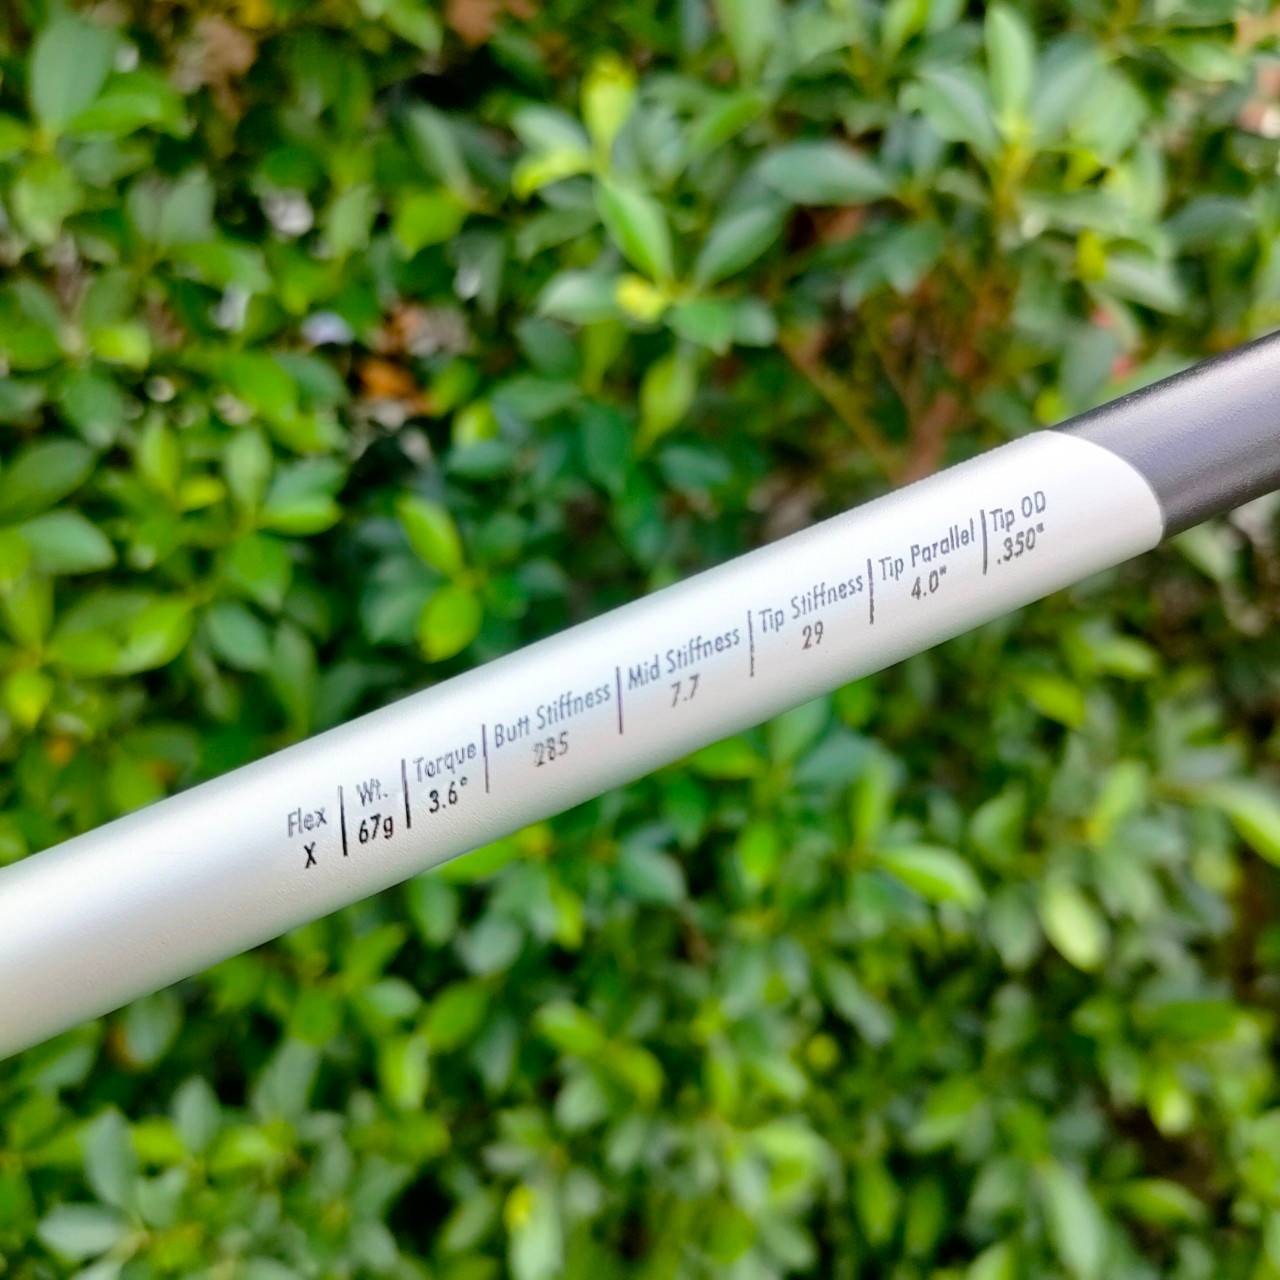 Flex | Wt. | Torque | Butt Stiffness | Mid Stiffness | Tip Stiffness | Tip Parallel | Tip OD
X | 67g | 3.6° | 285 | 7.7 | 29 | 4.0" | .350"